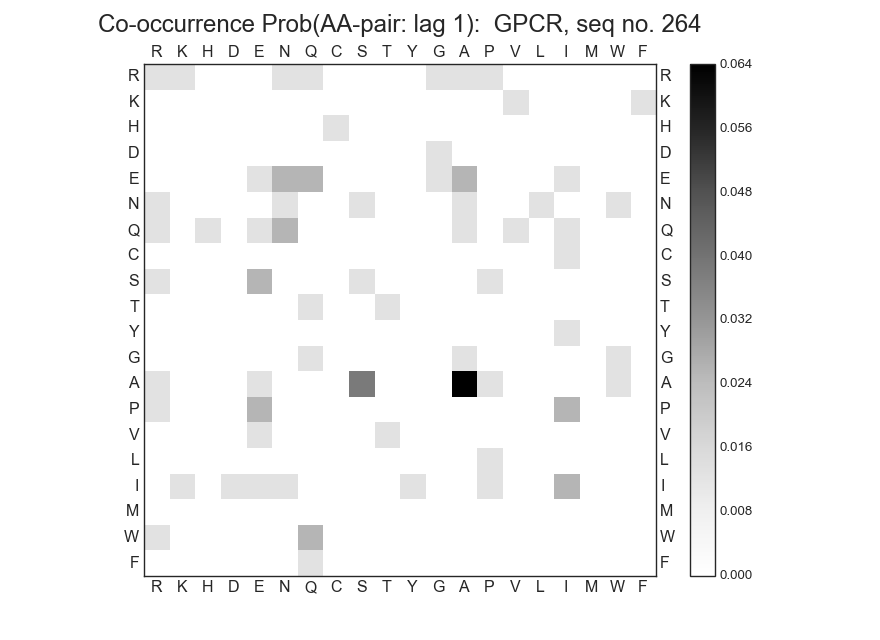 Co-occurrence Prob(AA-pair: lag 1):  GPCR, seq no. 264
R K H D E N Q C S T Y G A P V L I M W F
R R 0.064
K K
H H 0.056
D D
E E 0.048
N N
Q Q 0.040
C C
S S
T T 0.032
Y Y
G G
A A 0.024
P P
V V 0.016
L L
I I 0.008
M M
W W
F F 0.000
R K H D E N Q C S T Y G A P V L I M W F